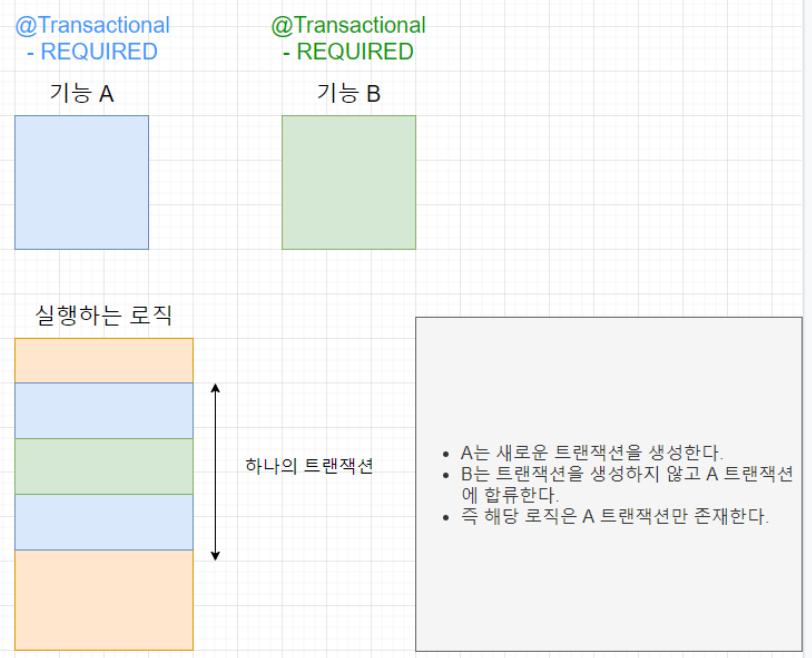 @Transactional
- REQUIRED
@Transactional
- REQUIRED
기능 A
기능 B
실행하는 로직
하나의 트랜잭션
• A는 새로운 트랜잭션을 생성한다.
• B는 트랜잭션을 생성하지 않고 A 트랜잭션
에 합류한다.
• 즉 해당 로직은 A 트랜잭션만 존재한다.